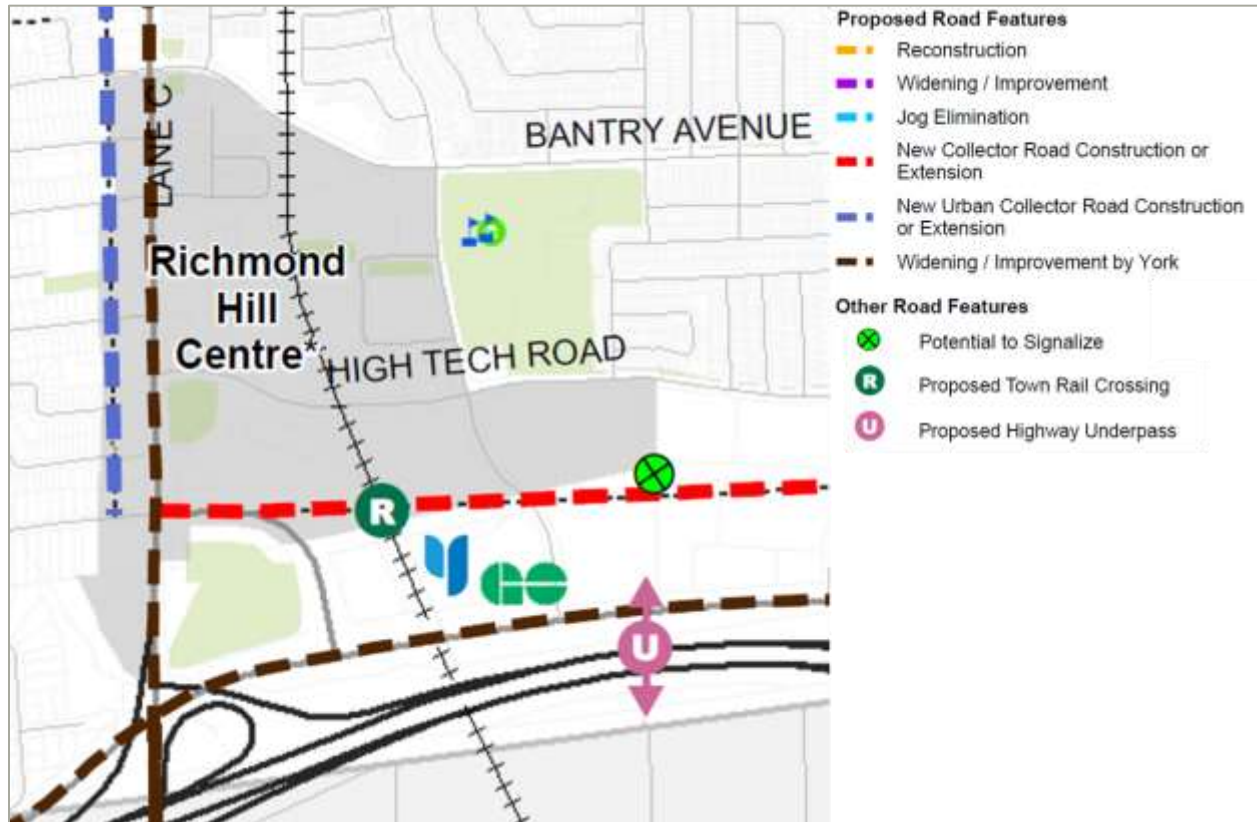 LANE C
BANTRY AVENUE
Richmond
Hill
Centre*
HIGH TECH ROAD
R
GO
U
Proposed Road Features
Reconstruction
Widening / Improvement
Jog Elimination
New Collector Road Construction or
Extension
New Urban Collector Road Construction
or Extension
Widening / Improvement by York
Other Road Features
Potential to Signalize
R
Proposed Town Rail Crossing
U
Proposed Highway Underpass